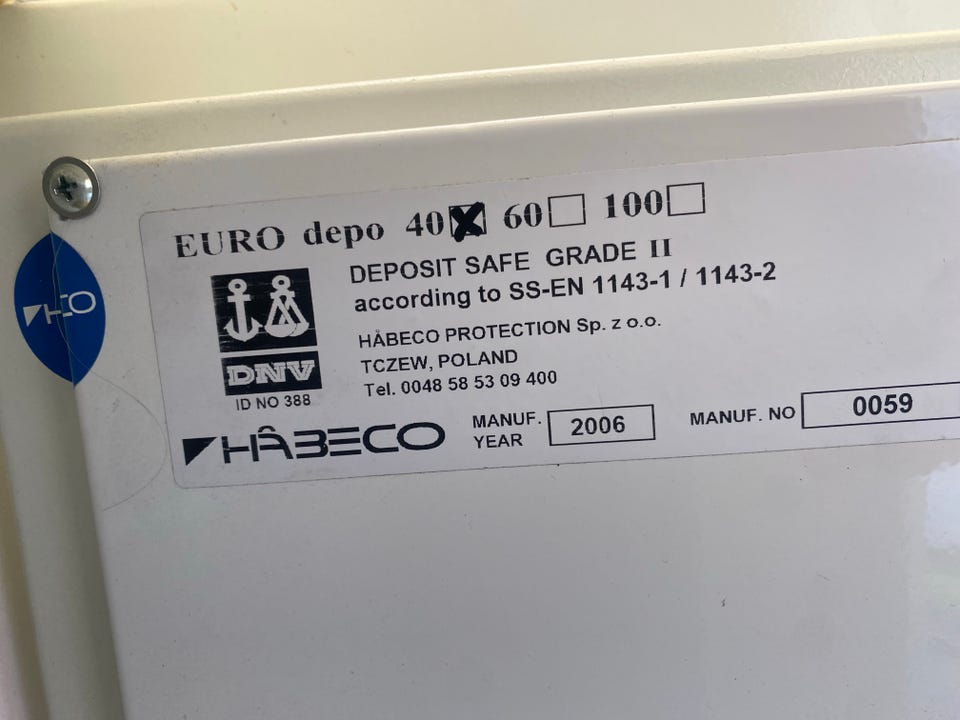 EURO depo 40 60 100
DEPOSIT SAFE GRADE II
according to SS-EN 1143-1 / 1143-2
HÅBECO PROTECTION Sp. z o.o.
TCZEW, POLAND
Tel. 0048 58 53 09 400
DNV
ID NO 388
HÅBECO
MANUF. YEAR 2006
MANUF. NO 0059